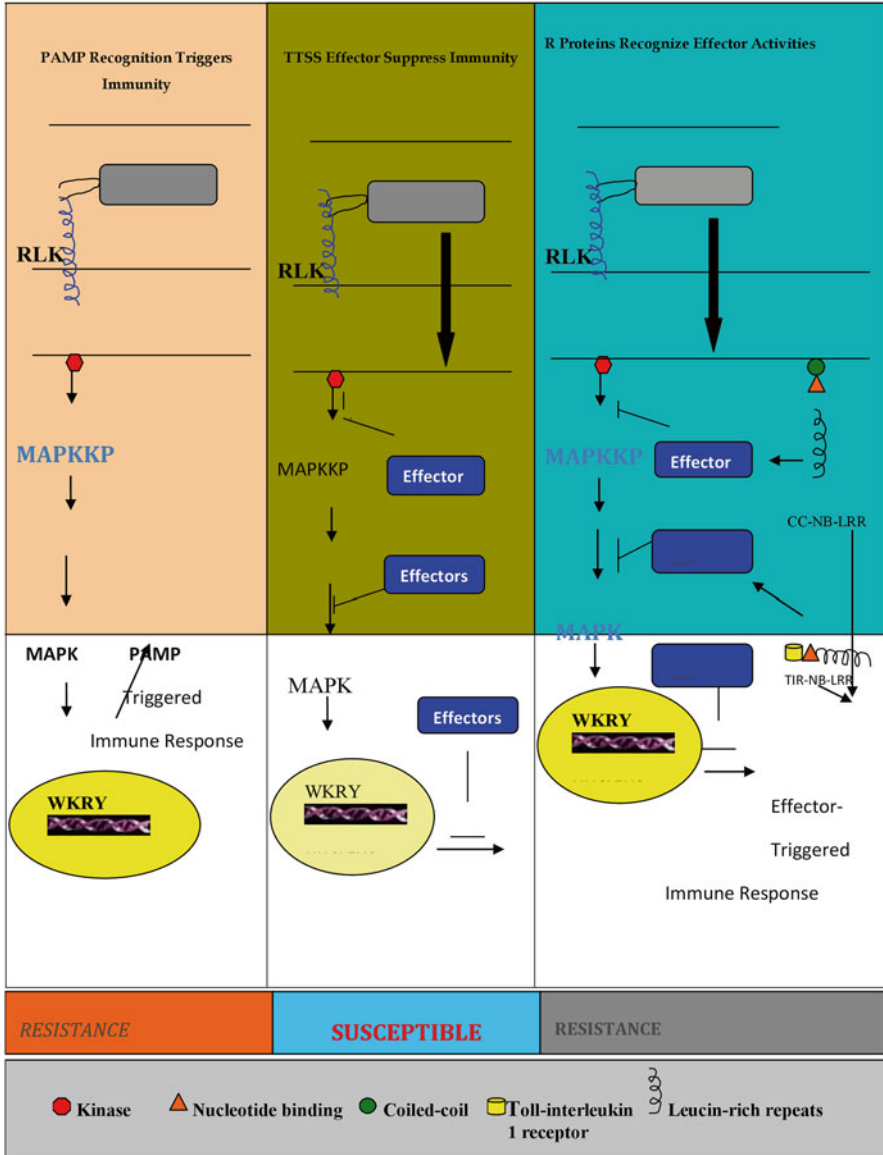 PAMP Recognition Triggers
Immunity
RLK
MAPKKP
MAPK PAMP
Triggered
Immune Response
WKRY
RESISTANCE
TTSS Effector Suppress Immunity
RLK
MAPKKP
Effector
Effectors
MAPK
Effectors
WKRY
SUSCEPTIBLE
R Proteins Recognize Effector Activities
RLK
MAPKKP
Effector
CC-NB-LRR
MAPK
TIR-NB-LRR
WKRY
Effector-
Triggered
Immune Response
RESISTANCE
Kinase
Nucleotide binding
Coiled-coil
Toll-interleukin
1 receptor
Leucin-rich repeats